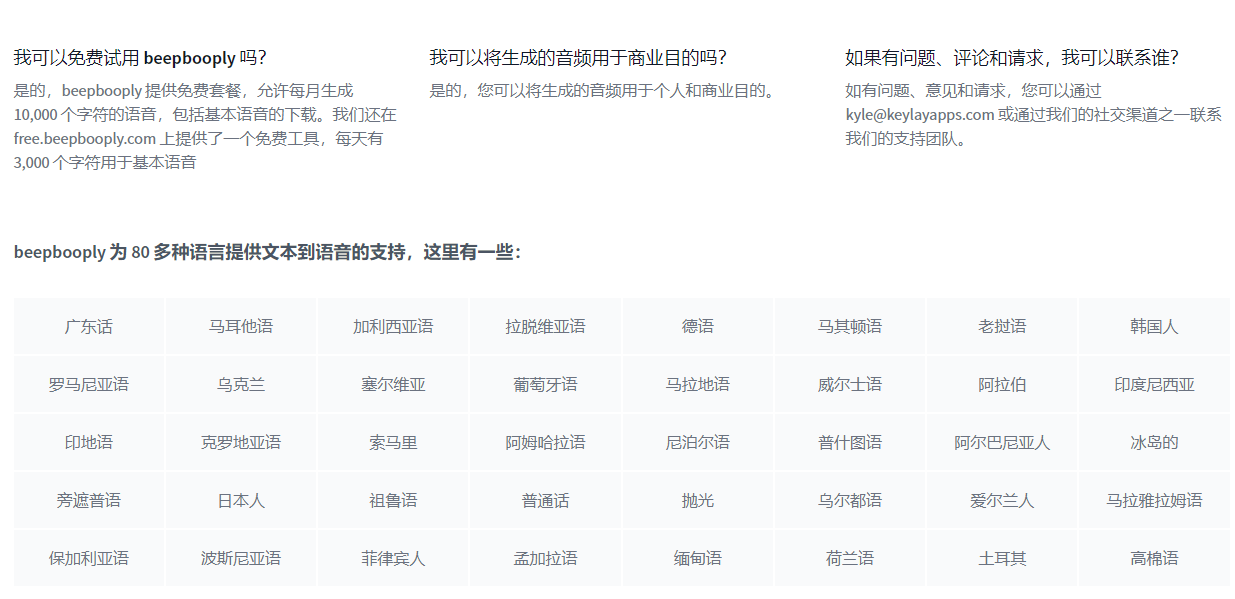 我可以免费试用 beepbooply 吗?
是的，beepbooply 提供免费套餐，允许每月生成
10,000 个字符的语音，包括基本语音的下载。我们还在
free.beepbooply.com 上提供了一个免费工具，每天有
3,000 个字符用于基本语音
我可以将生成的音频用于商业目的吗?
是的，您可以将生成的音频用于个人和商业目的。
如果有问题、评论和请求，我可以联系谁?
如有问题、意见和请求，您可以通过
kyle@keylayapps.com 或通过我们的社交渠道之一联系
我们的支持团队。
beepbooply 为 80 多种语言提供文本到语音的支持，这里有一些：
广东话 马耳他语 加利西亚语 拉脱维亚语 德语 马其顿语 老挝语 韩国人
罗马尼亚语 乌克兰 塞尔维亚 葡萄牙语 马拉地语 威尔士语 阿拉伯 印度尼西亚
印地语 克罗地亚语 索马里 阿姆哈拉语 尼泊尔语 普什图语 阿尔巴尼亚人 冰岛的
旁遮普语 日本人 祖鲁语 普通话 抛光 乌尔都语 爱尔兰人 马拉雅拉姆语
保加利亚语 波斯尼亚语 菲律宾人 孟加拉语 缅甸语 荷兰语 土耳其 高棉语